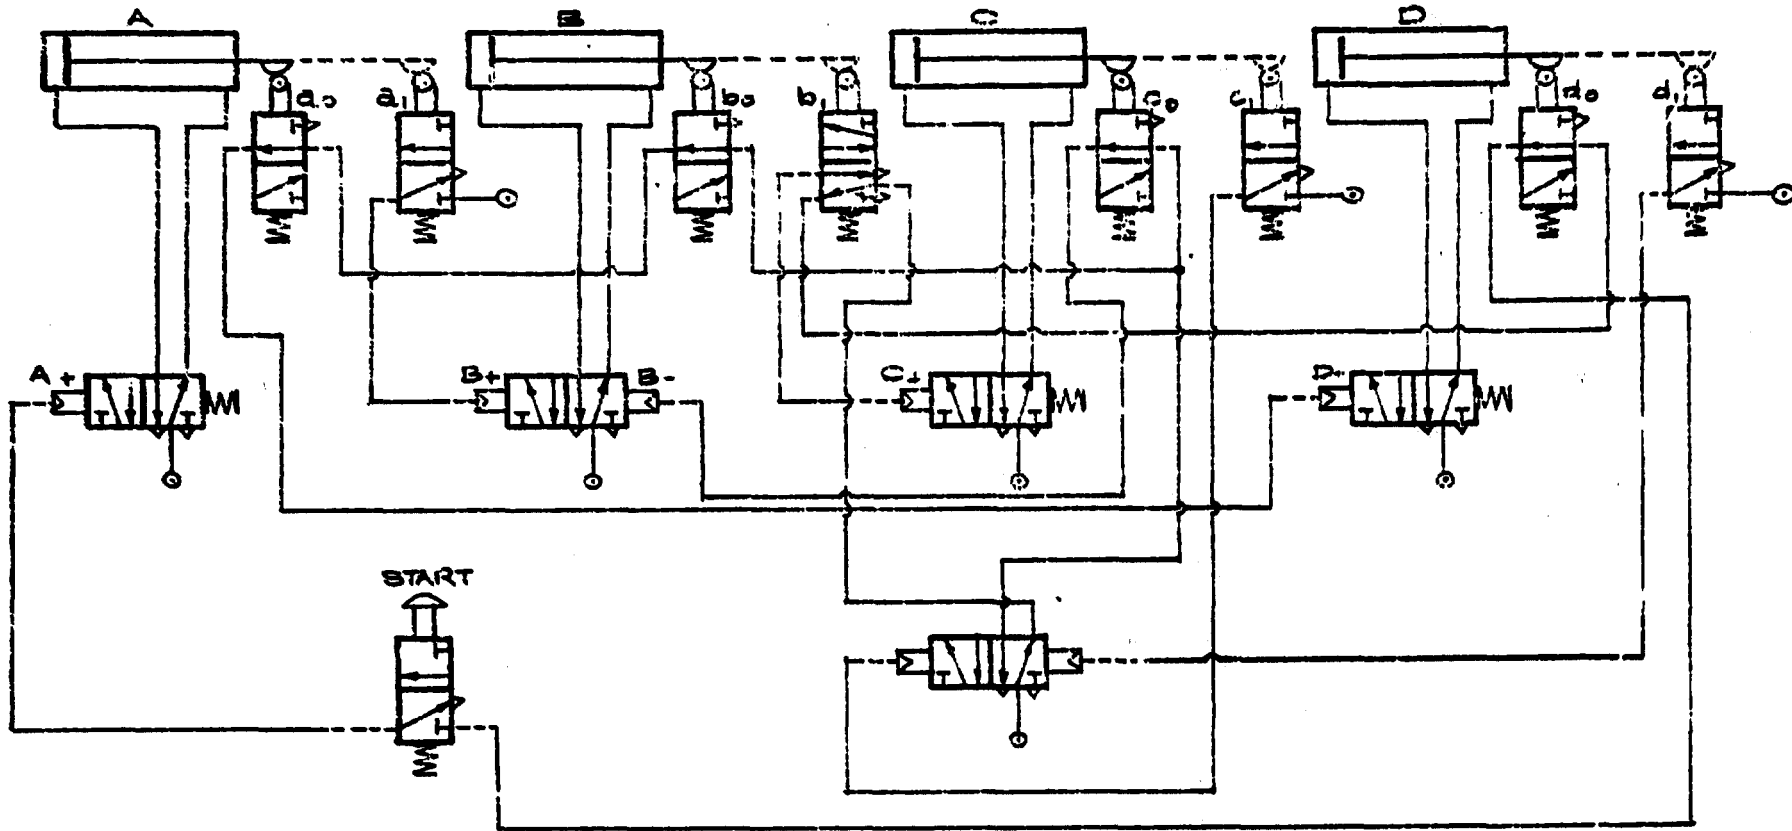 A
B
C
D
a₀
a₁
b₀
b₁
c₀
c₁
d₀
d₁
A+
B+
B-
C+
D+
START